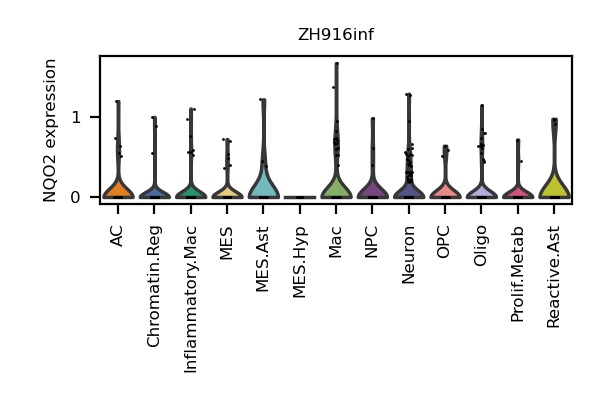 ZH916inf
NQO2 expression
1
0
AC
Chromatin.Reg
Inflammatory.Mac
MES
MES.Ast
MES.Hyp
Mac
NPC
Neuron
OPC
Oligo
Prolif.Metab
Reactive.Ast